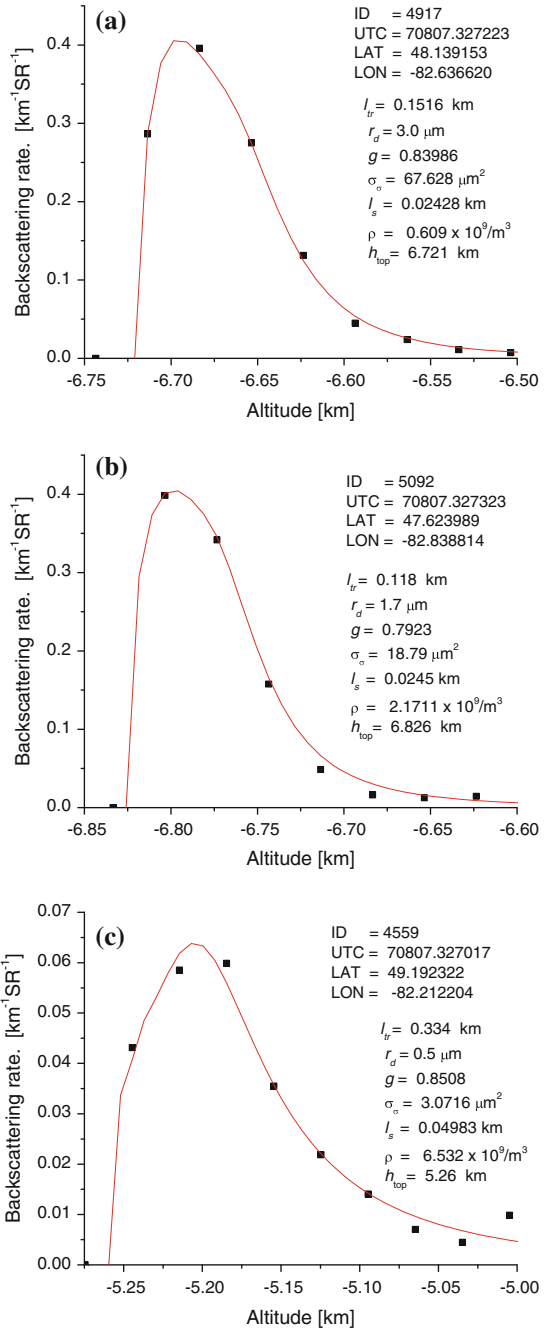 (a)
ID = 4917
UTC = 70807.327223
LAT = 48.139153
LON = -82.636620
l_tr = 0.1516 km
r_d = 3.0 μm
g = 0.83986
σ_σ = 67.628 μm²
l_s = 0.02428 km
ρ = 0.609 x 10⁹/m³
h_top = 6.721 km
Backscattering rate. [km⁻¹SR⁻¹]
0.4
0.3
0.2
0.1
0.0
-6.75 -6.70 -6.65 -6.60 -6.55 -6.50
Altitude [km]
(b)
ID = 5092
UTC = 70807.327323
LAT = 47.623989
LON = -82.838814
l_tr = 0.118 km
r_d = 1.7 μm
g = 0.7923
σ_σ = 18.79 μm²
l_s = 0.0245 km
ρ = 2.1711 x 10⁹/m³
h_top = 6.826 km
Backscattering rate. [km⁻¹SR⁻¹]
0.4
0.3
0.2
0.1
0.0
-6.85 -6.80 -6.75 -6.70 -6.65 -6.60
Altitude [km]
(c)
ID = 4559
UTC = 70807.327017
LAT = 49.192322
LON = -82.212204
l_tr = 0.334 km
r_d = 0.5 μm
g = 0.8508
σ_σ = 3.0716 μm²
l_s = 0.04983 km
ρ = 6.532 x 10⁹/m³
h_top = 5.26 km
Backscattering rate. [km⁻¹SR⁻¹]
0.07
0.06
0.05
0.04
0.03
0.02
0.01
0.00
-5.25 -5.20 -5.15 -5.10 -5.05 -5.00
Altitude [km]